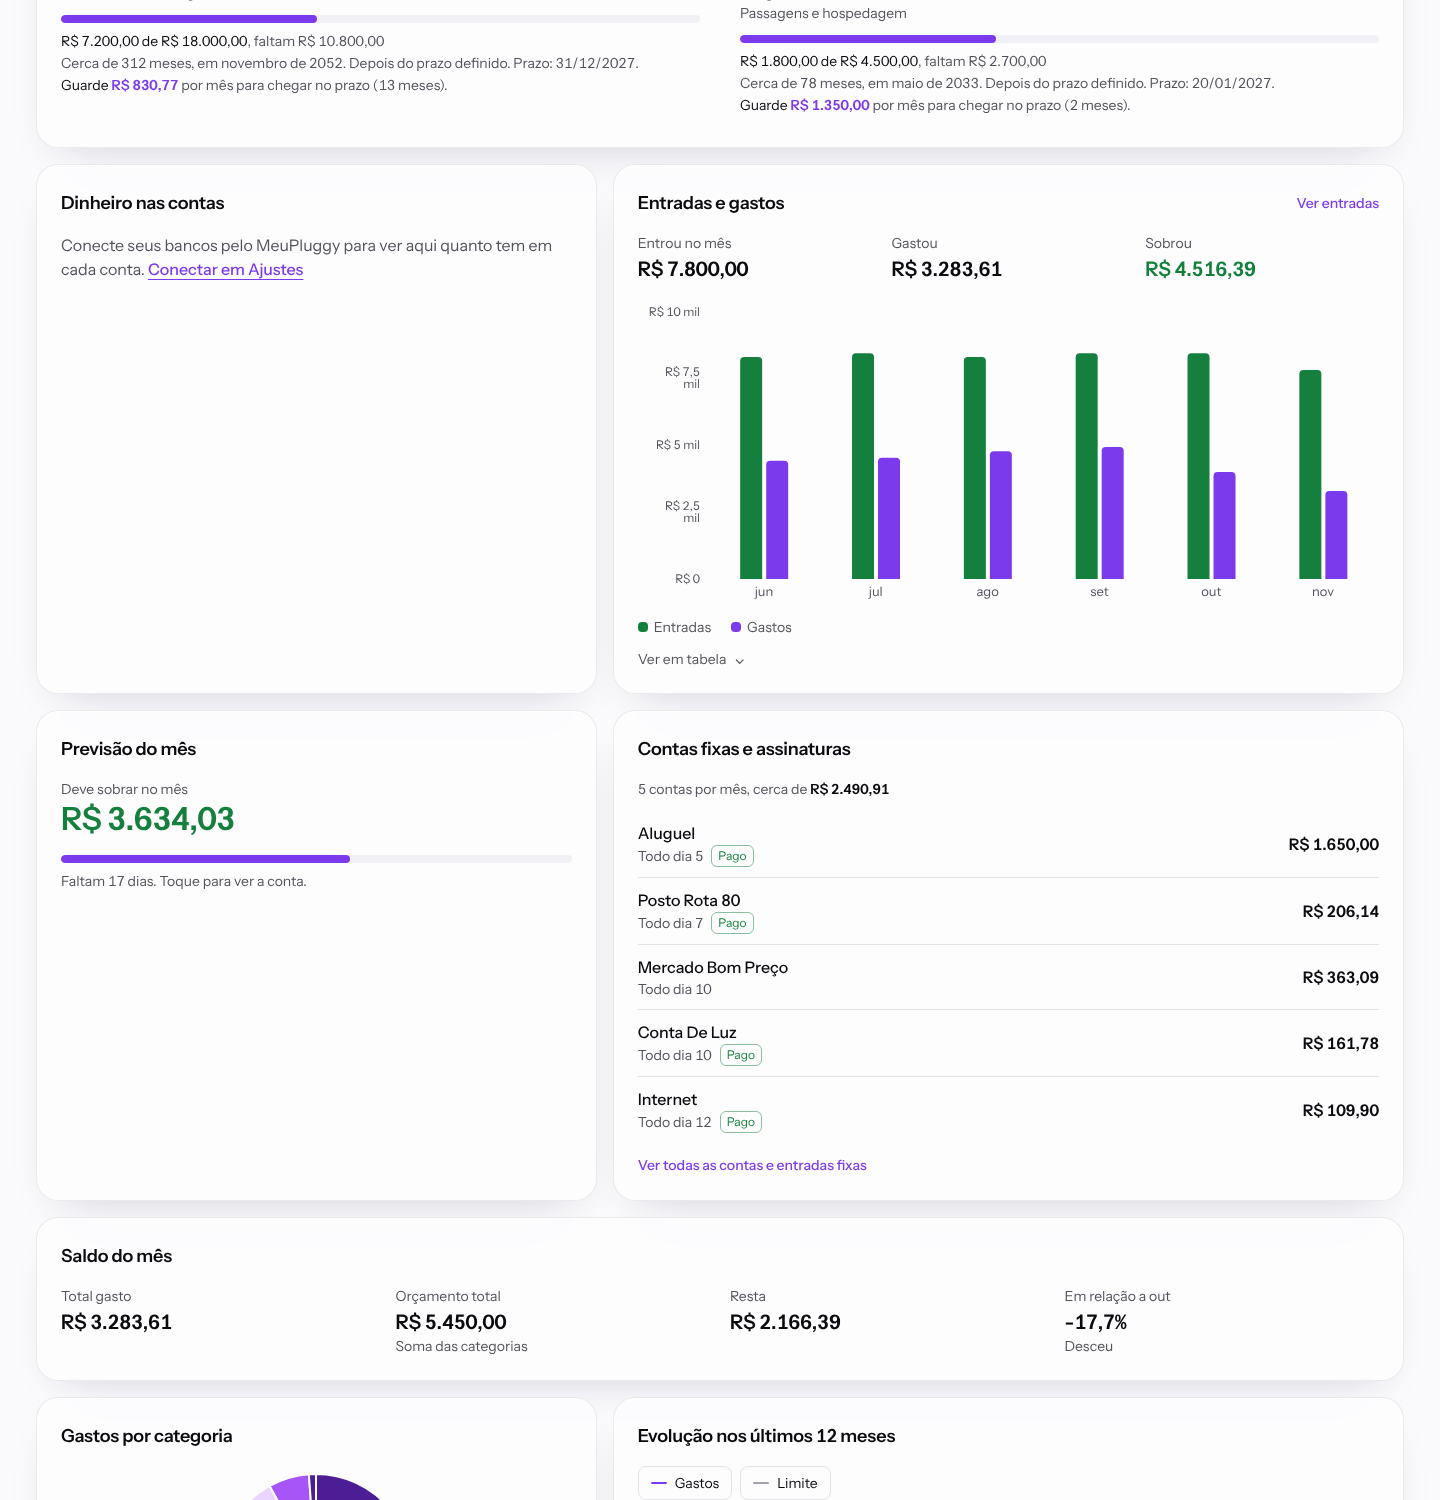 R$ 7.200,00 de R$ 18.000,00, faltam R$ 10.800,00
Cerca de 312 meses, em novembro de 2052. Depois do prazo definido. Prazo: 31/12/2027.
Guarde R$ 830,77 por mês para chegar no prazo (13 meses).
Passagens e hospedagem
R$ 1.800,00 de R$ 4.500,00, faltam R$ 2.700,00
Cerca de 78 meses, em maio de 2033. Depois do prazo definido. Prazo: 20/01/2027.
Guarde R$ 1.350,00 por mês para chegar no prazo (2 meses).
Dinheiro nas contas
Conecte seus bancos pelo MeuPluggy para ver aqui quanto tem em
cada conta. Conectar em Ajustes
Entradas e gastos
Ver entradas
Entrou no mês
R$ 7.800,00
Gastou
R$ 3.283,61
Sobrou
R$ 4.516,39
R$ 10 mil
R$ 7,5
mil
R$ 5 mil
R$ 2,5
mil
R$ 0
jun
jul
ago
set
out
nov
Entradas
Gastos
Ver em tabela
Previsão do mês
Deve sobrar no mês
R$ 3.634,03
Faltam 17 dias. Toque para ver a conta.
Contas fixas e assinaturas
5 contas por mês, cerca de R$ 2.490,91
Aluguel
Todo dia 5 Pago
R$ 1.650,00
Posto Rota 80
Todo dia 7 Pago
R$ 206,14
Mercado Bom Preço
Todo dia 10
R$ 363,09
Conta De Luz
Todo dia 10 Pago
R$ 161,78
Internet
Todo dia 12 Pago
R$ 109,90
Ver todas as contas e entradas fixas
Saldo do mês
Total gasto
R$ 3.283,61
Orçamento total
R$ 5.450,00
Soma das categorias
Resta
R$ 2.166,39
Em relação a out
-17,7%
Desceu
Gastos por categoria
Evolução nos últimos 12 meses
Gastos
Limite